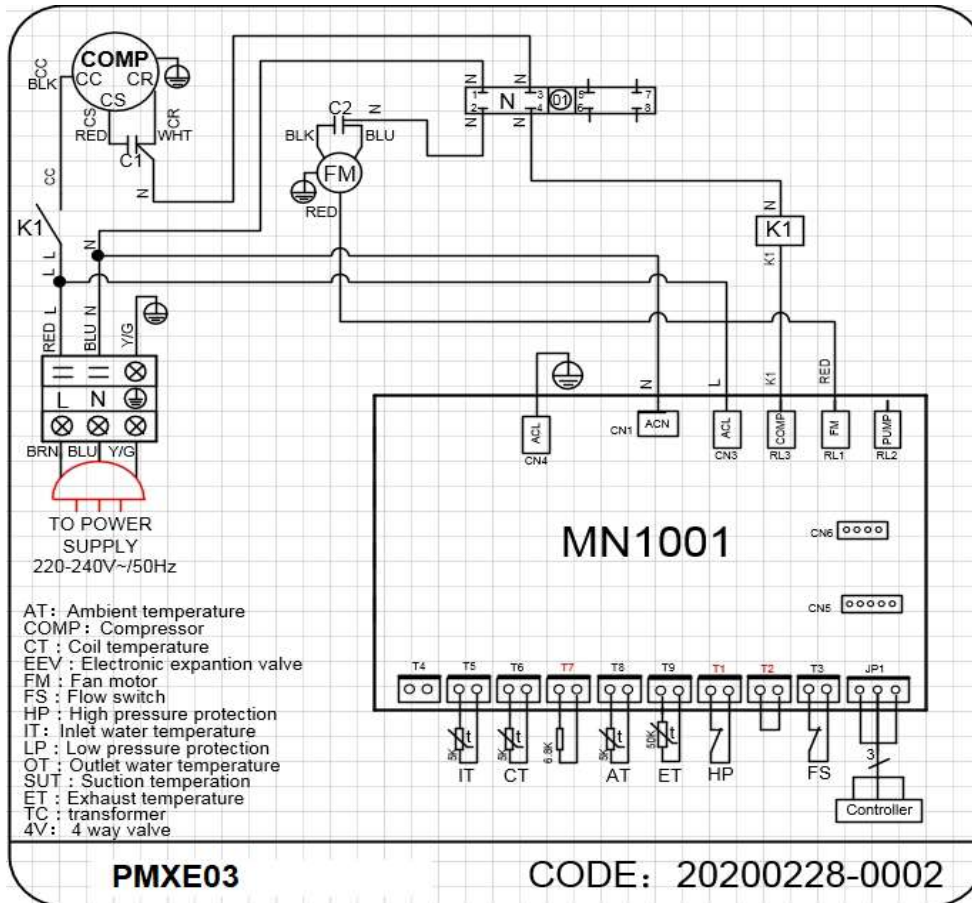 COMP
CC
CR
CS
CC
BLK
CS
RED
CR
WHT
C1
CC
N
K1
L
L
N
RED L
BLU N
Y/G
L
N
BRN
BLU
Y/G
TO POWER
SUPPLY
220-240V~/50Hz
C2
N
BLK
BLU
FM
RED
N
N
1
3
2
4
N
01
5
7
6
8
N
N
N
K1
K1
N
L
K1
RED
ACL
CN4
CN1
ACN
ACL
CN3
COMP
RL3
FM
RL1
PUMP
RL2
MN1001
CN6
CN5
T4
T5
T6
T7
T8
T9
T1
T2
T3
JP1
5K
t
5K
t
6.8K
5K
t
50K
t
IT
CT
AT
ET
HP
FS
3
Controller
AT: Ambient temperature
COMP: Compressor
CT : Coil temperature
EEV : Electronic expantion valve
FM : Fan motor
FS : Flow switch
HP : High pressure protection
IT: Inlet water temperature
LP : Low pressure protection
OT : Outlet water temperature
SUT : Suction temperation
ET : Exhaust temperature
TC : transformer
4V: 4 way valve
PMXE03
CODE: 20200228-0002